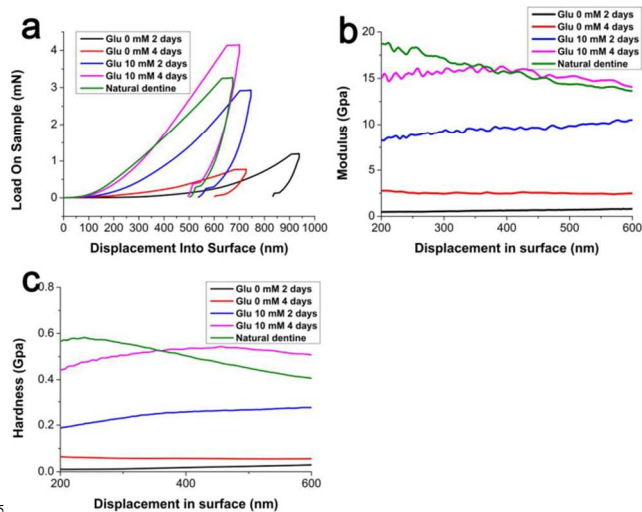 a
Glu 0 mM 2 days
Glu 0 mM 4 days
Glu 10 mM 2 days
Glu 10 mM 4 days
Natural dentine
Load On Sample (mN)
4
3
2
1
0
0 100 200 300 400 500 600 700 800 900 1000
Displacement Into Surface (nm)
b
Glu 0 mM 2 days
Glu 0 mM 4 days
Glu 10 mM 2 days
Glu 10 mM 4 days
Natural dentine
Modulus (Gpa)
20
15
10
5
0
200 300 400 500 600
Displacement in surface (nm)
c
Glu 0 mM 2 days
Glu 0 mM 4 days
Glu 10 mM 2 days
Glu 10 mM 4 days
Natural dentine
Hardness (Gpa)
0.8
0.6
0.4
0.2
0.0
200 400 600
Displacement in surface (nm)